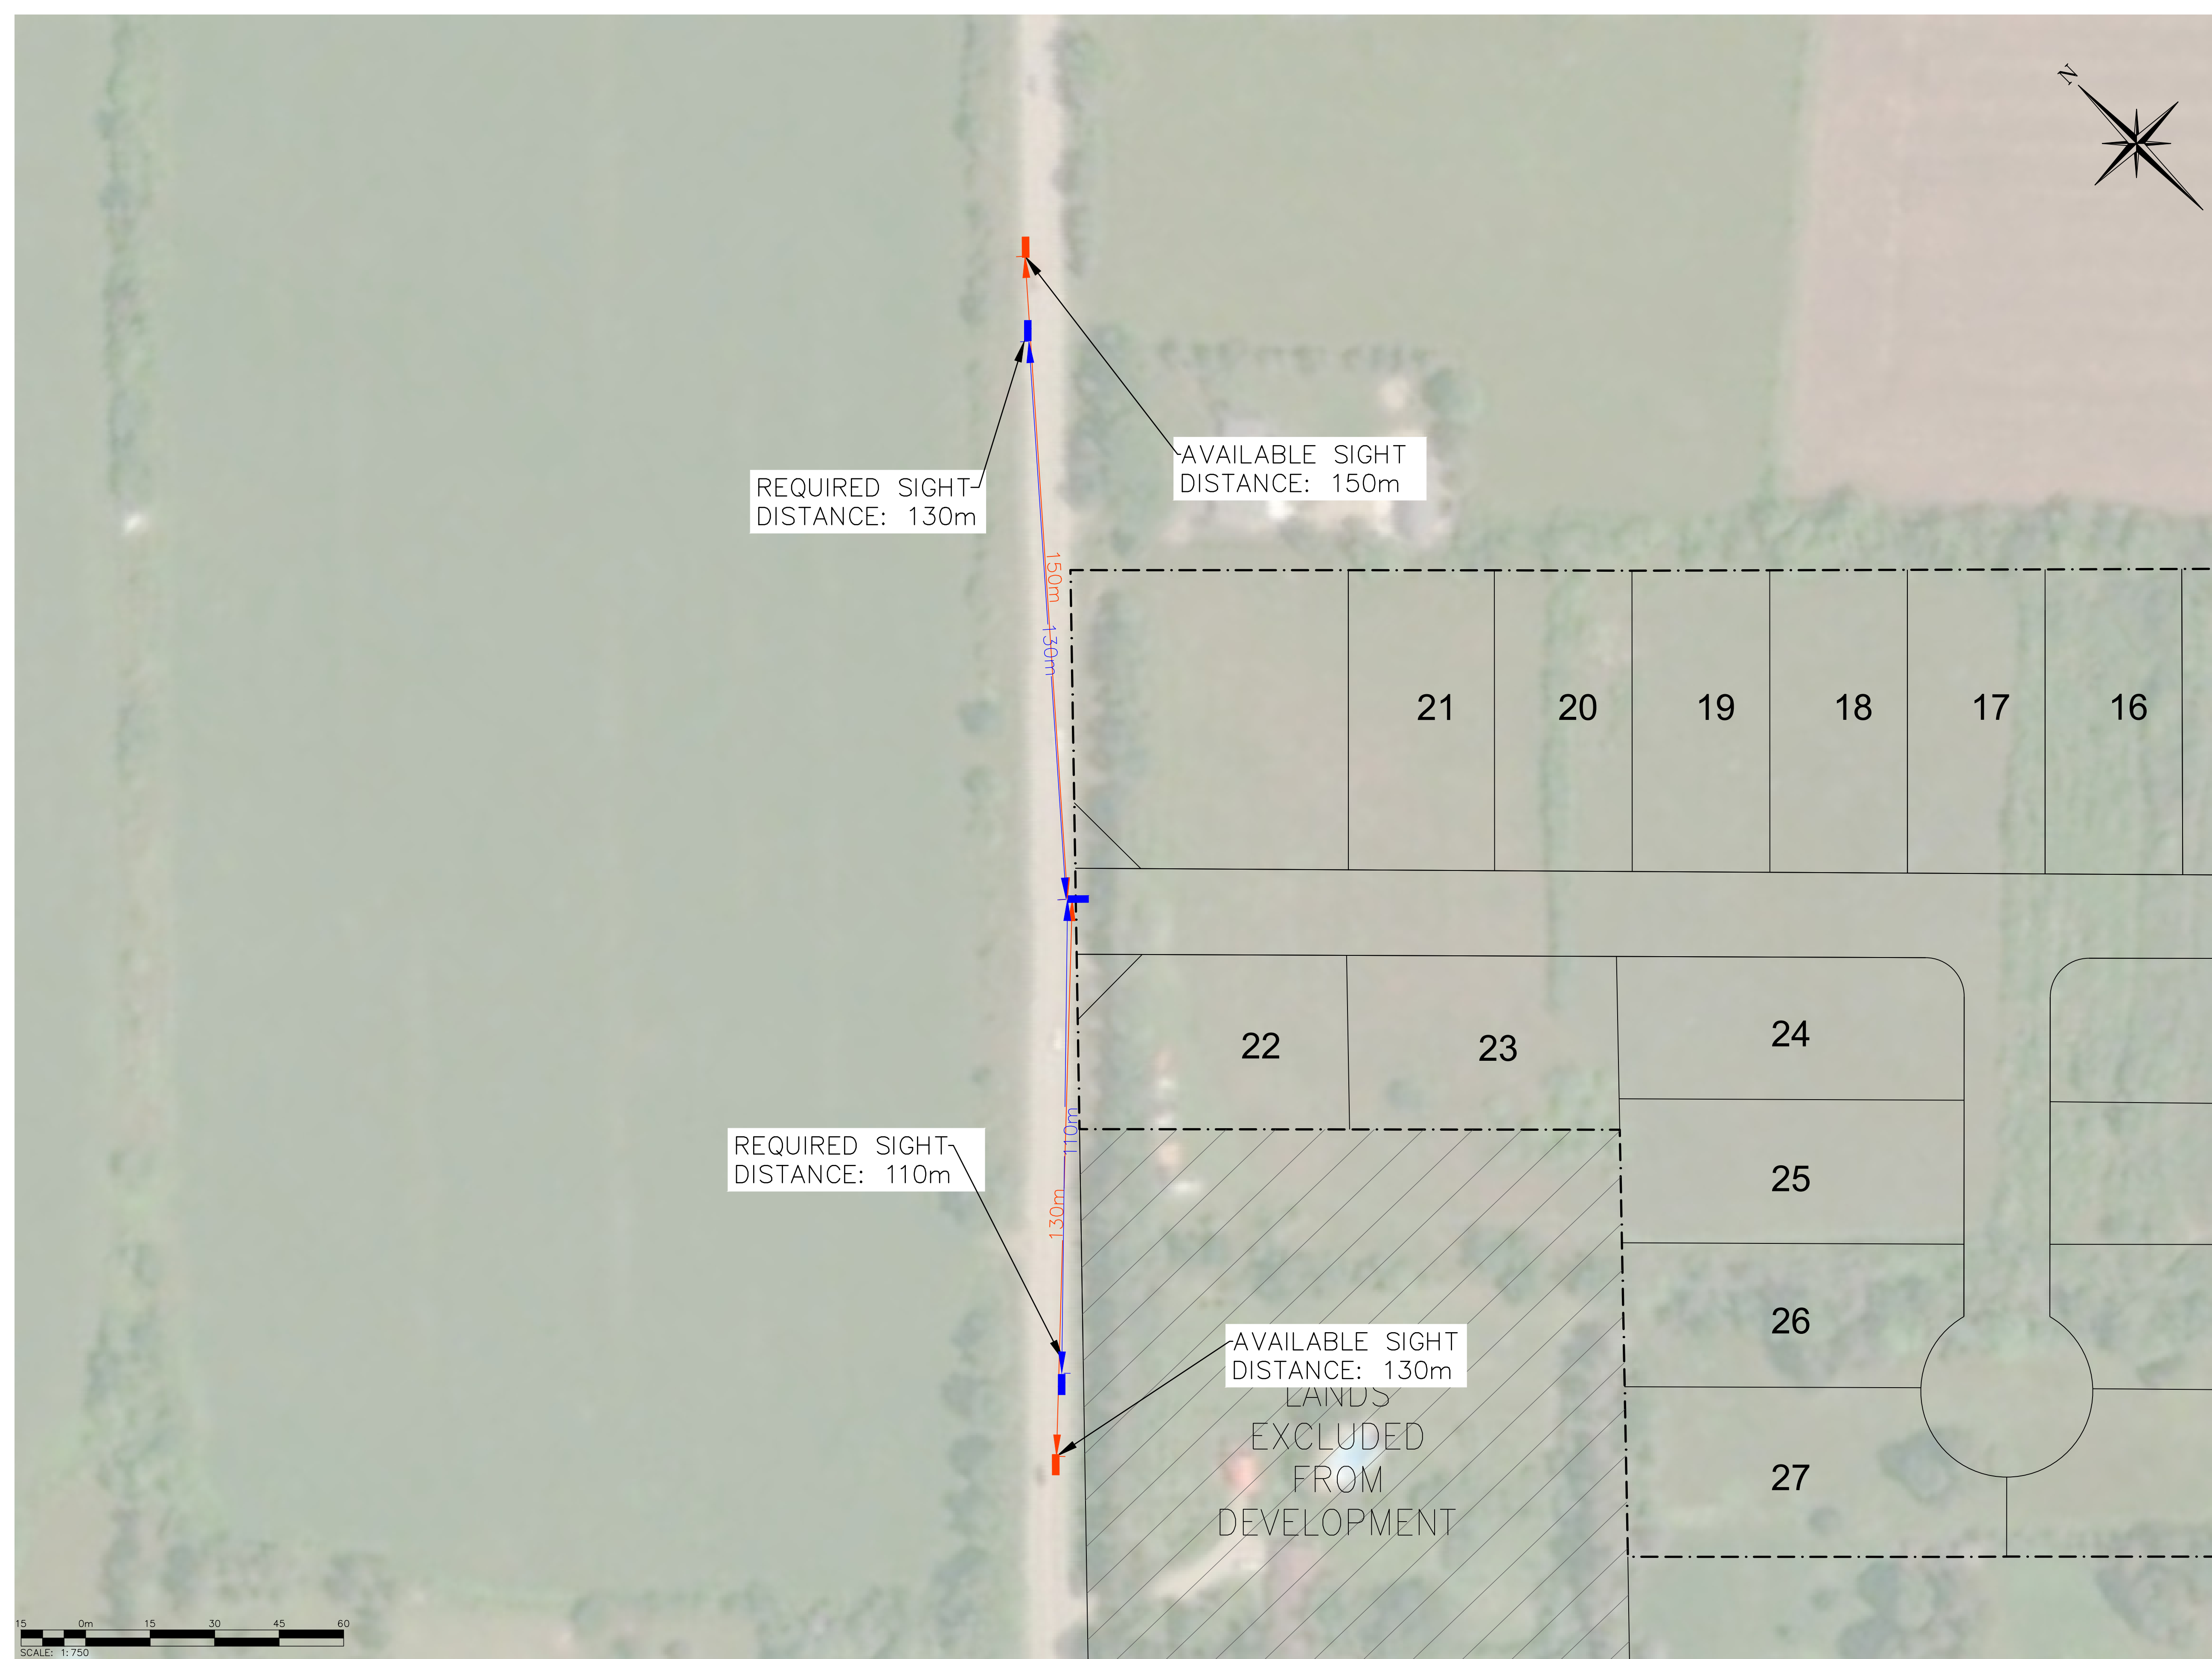 N
AVAILABLE SIGHT
DISTANCE: 150m
REQUIRED SIGHT
DISTANCE: 130m
150m
130m
21
20
19
18
17
16
22
23
24
110m
REQUIRED SIGHT
DISTANCE: 110m
25
130m
26
AVAILABLE SIGHT
DISTANCE: 130m
LANDS
EXCLUDED
FROM
DEVELOPMENT
27
15 0m 15 30 45 60
SCALE: 1:750